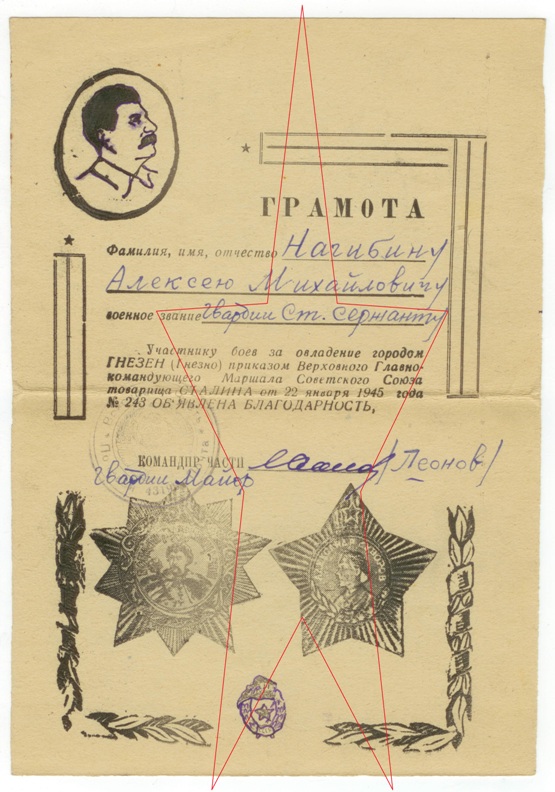 ГРАМОТА
Фамилия, имя, отчество Нагибину
Алексею Михайловичу
военное звание Гвардии Ст. сержанту
Участнику боев за овладение городом
ГНЕЗЕН (Гнезно) приказом Верховного Главно-
командующего Маршала Советского Союза
товарища СТАЛИНА от 22 января 1945 года
№ 243 ОБ'ЯВЛЕНА БЛАГОДАРНОСТЬ,
КОМАНДИР ЧАСТИ (Леонов)
Гвардии Майор